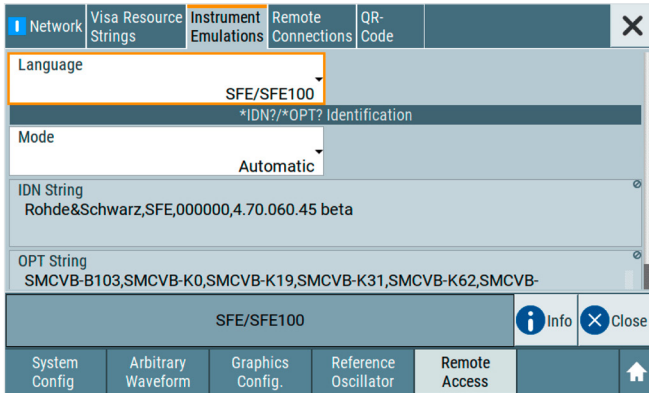 Network
Visa Resource
Strings
Instrument
Emulations
Remote
Connections
QR-
Code
Language
SFE/SFE100
*IDN?/*OPT? Identification
Mode
Automatic
IDN String
Rohde&Schwarz,SFE,000000,4.70.060.45 beta
OPT String
SMCVB-B103,SMCVB-K0,SMCVB-K19,SMCVB-K31,SMCVB-K62,SMCVB-
SFE/SFE100
Info
Close
System
Config
Arbitrary
Waveform
Graphics
Config.
Reference
Oscillator
Remote
Access